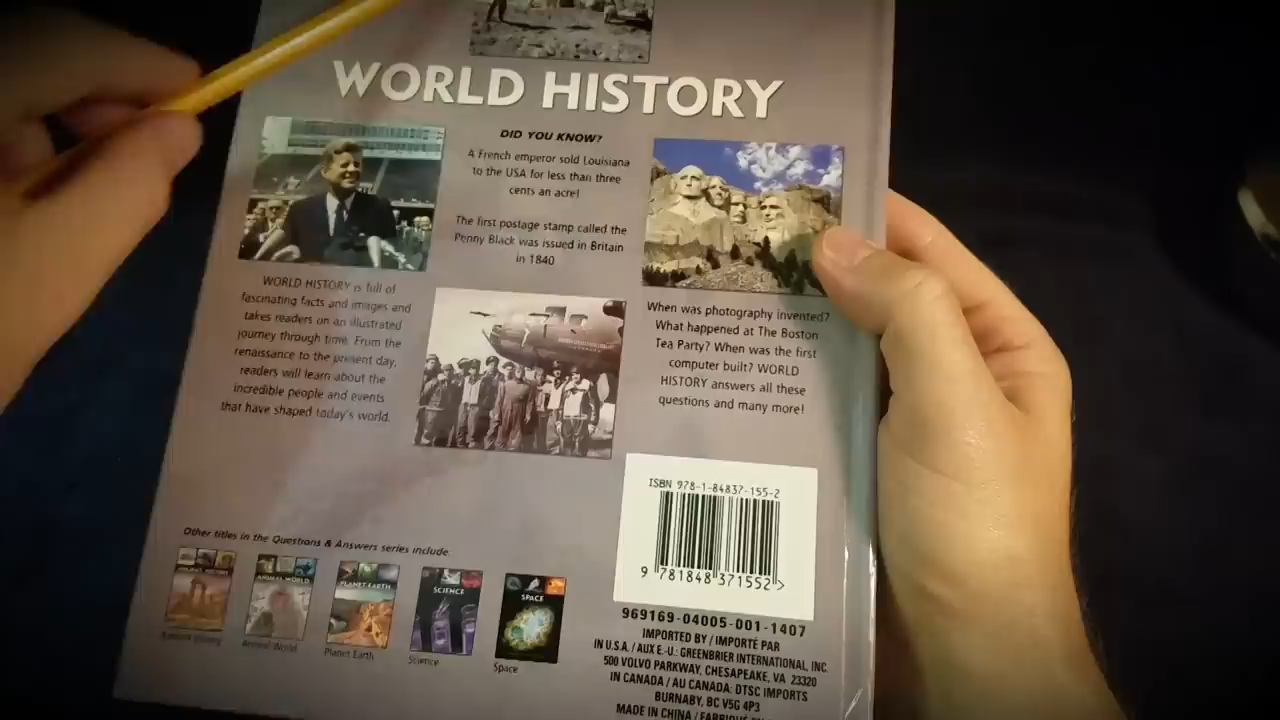 WORLD HISTORY
DID YOU KNOW?
A French emperor sold Louisiana
to the USA for less than three
cents an acre!
The first postage stamp called the
Penny Black was issued in Britain
in 1840
WORLD HISTORY is full of
fascinating facts and images and
takes readers on an illustrated
journey through time. From the
renaissance to the present day,
readers will learn about the
incredible people and events
that have shaped today's world.
When was photography invented?
What happened at The Boston
Tea Party? When was the first
computer built? WORLD
HISTORY answers all these
questions and many more!
ISBN 978-1-84837-155-2
9 781848 371552 >
Other titles in the Questions & Answers series include:
ANIMAL WORLD
PLANET EARTH
SCIENCE
SPACE
Ancient History
Animal World
Planet Earth
Science
Space
969169-04005-001-1407
IMPORTED BY / IMPORTÉ PAR
IN U.S.A. / AUX E.-U.: GREENBRIER INTERNATIONAL, INC.
500 VOLVO PARKWAY, CHESAPEAKE, VA 23320
IN CANADA / AU CANADA: DTSC IMPORTS
BURNABY, BC V5G 4P3
MADE IN CHINA /